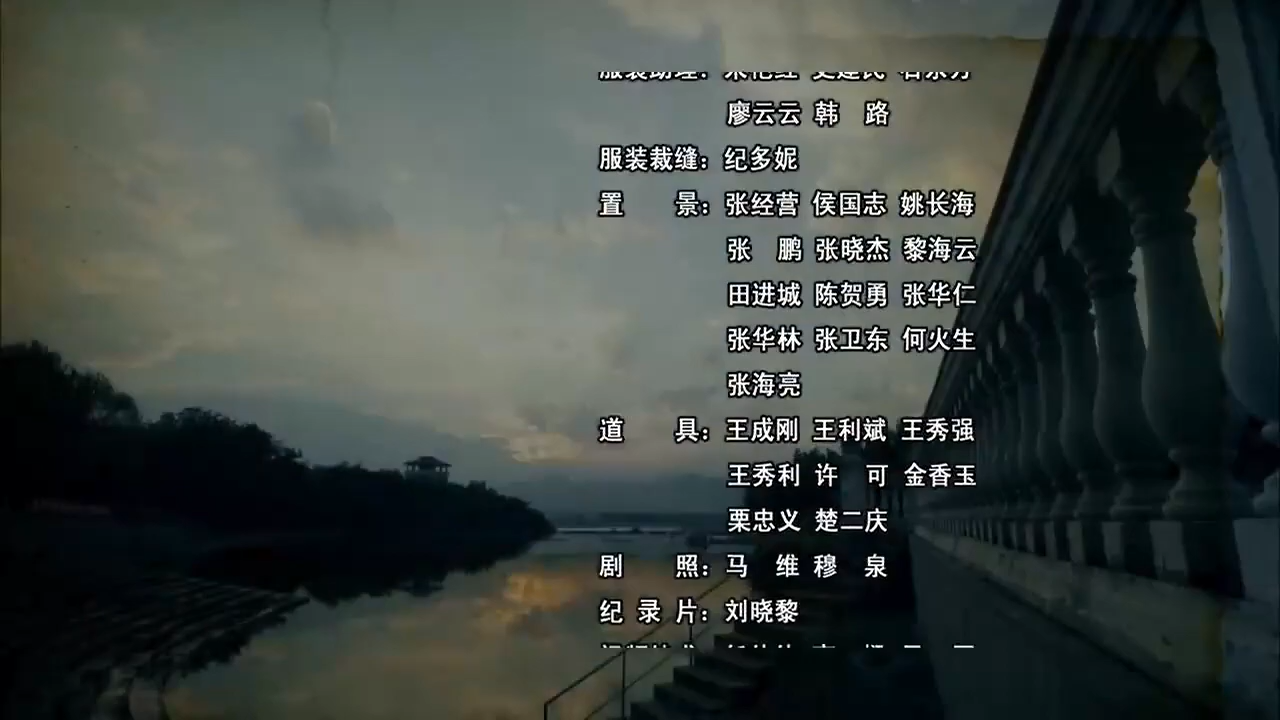 廖云云 韩　路
服装裁缝：纪多妮
置　　景：张经营 侯国志 姚长海
张　鹏 张晓杰 黎海云
田进城 陈贺勇 张华仁
张华林 张卫东 何火生
张海亮
道　　具：王成刚 王利斌 王秀强
王秀利 许　可 金香玉
栗忠义 楚二庆
剧　　照：马　维 穆　泉
纪 录 片：刘晓黎